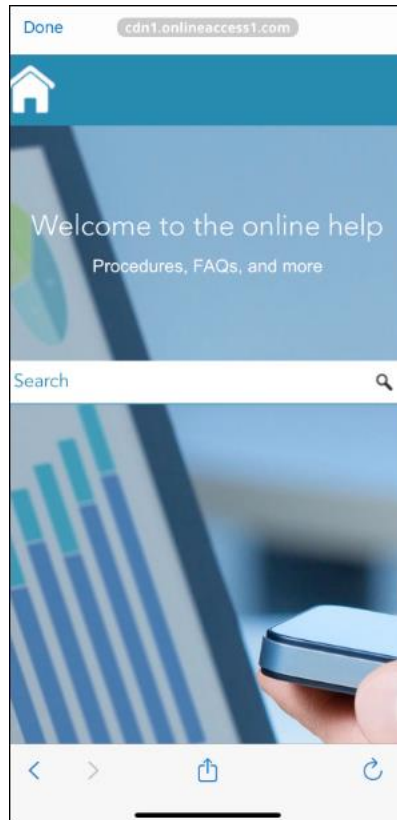 Done
cdn1.onlineaccess1.com
Welcome to the online help
Procedures, FAQs, and more
Search